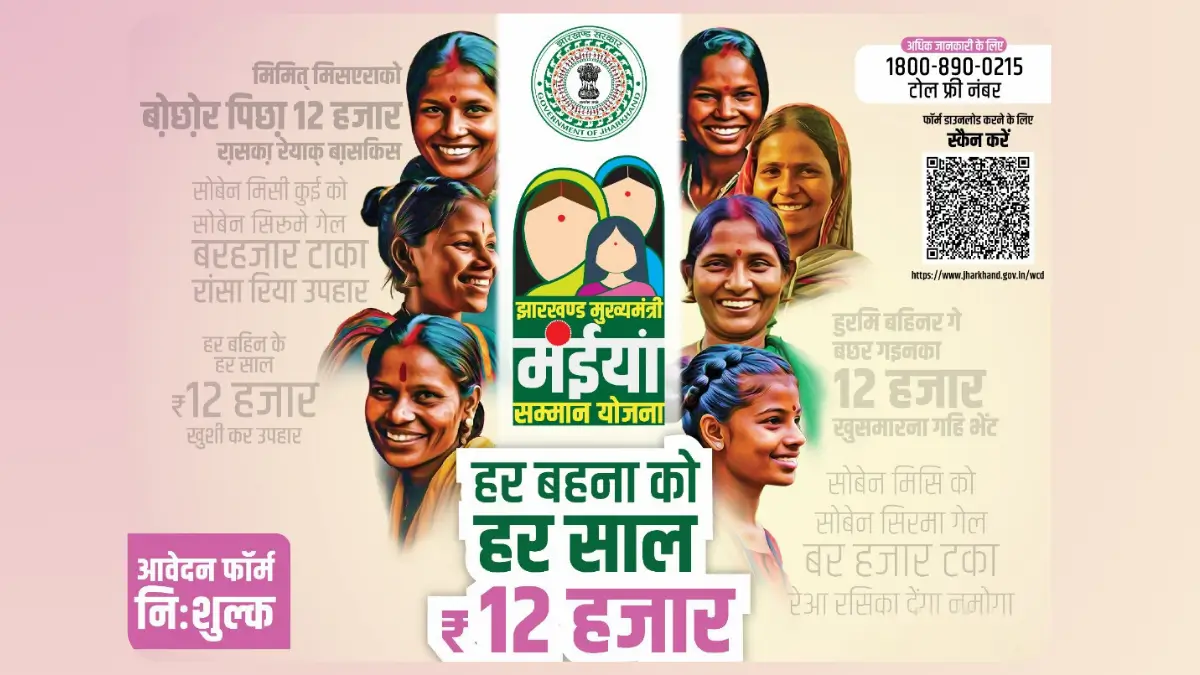 मिमित् मिसएराको
बो़छो़र पिछा़ 12 हजार
रा़सका़ रेयाक् बा़सकिस
सोबेन मिसी कुई को
सोबेन सिरुमे गेल
बरहजार टाका
रांसा रिया उपहार
हर बहिन के
हर साल
₹12 हजार
खुशी कर उपहार
आवेदन फॉर्म
नि:शुल्क
झारखण्ड सरकार
GOVERNMENT OF JHARKHAND
झारखण्ड मुख्यमंत्री
मंईयां
सम्मान योजना
हर बहना को
हर साल
₹12 हजार
अधिक जानकारी के लिए
1800-890-0215
टोल फ्री नंबर
फॉर्म डाउनलोड करने के लिए
स्कैन करें
https://www.jharkhand.gov.in/wcd
हुरमि बहिनर गे
बछर गइनका
12 हजार
खुसमारना गहि भेंट
सोबेन मिसि को
सोबेन सिरमा गेल
बर हजार टका
रेआ रसिका देंगा नमोगा